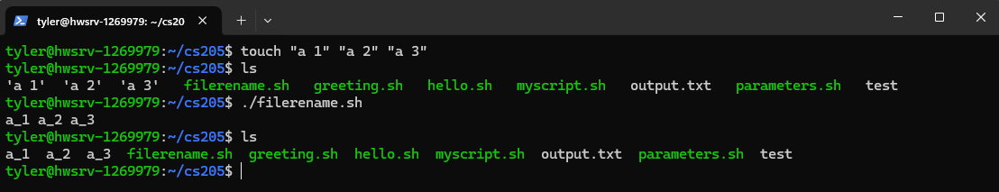 tyler@hwsrv-1269979: ~/cs20
tyler@hwsrv-1269979:~/cs205$ touch "a 1" "a 2" "a 3"
tyler@hwsrv-1269979:~/cs205$ ls
'a 1'  'a 2'  'a 3'   filerename.sh   greeting.sh   hello.sh   myscript.sh   output.txt   parameters.sh   test
tyler@hwsrv-1269979:~/cs205$ ./filerename.sh
a_1 a_2 a_3
tyler@hwsrv-1269979:~/cs205$ ls
a_1  a_2  a_3  filerename.sh  greeting.sh  hello.sh  myscript.sh  output.txt  parameters.sh  test
tyler@hwsrv-1269979:~/cs205$